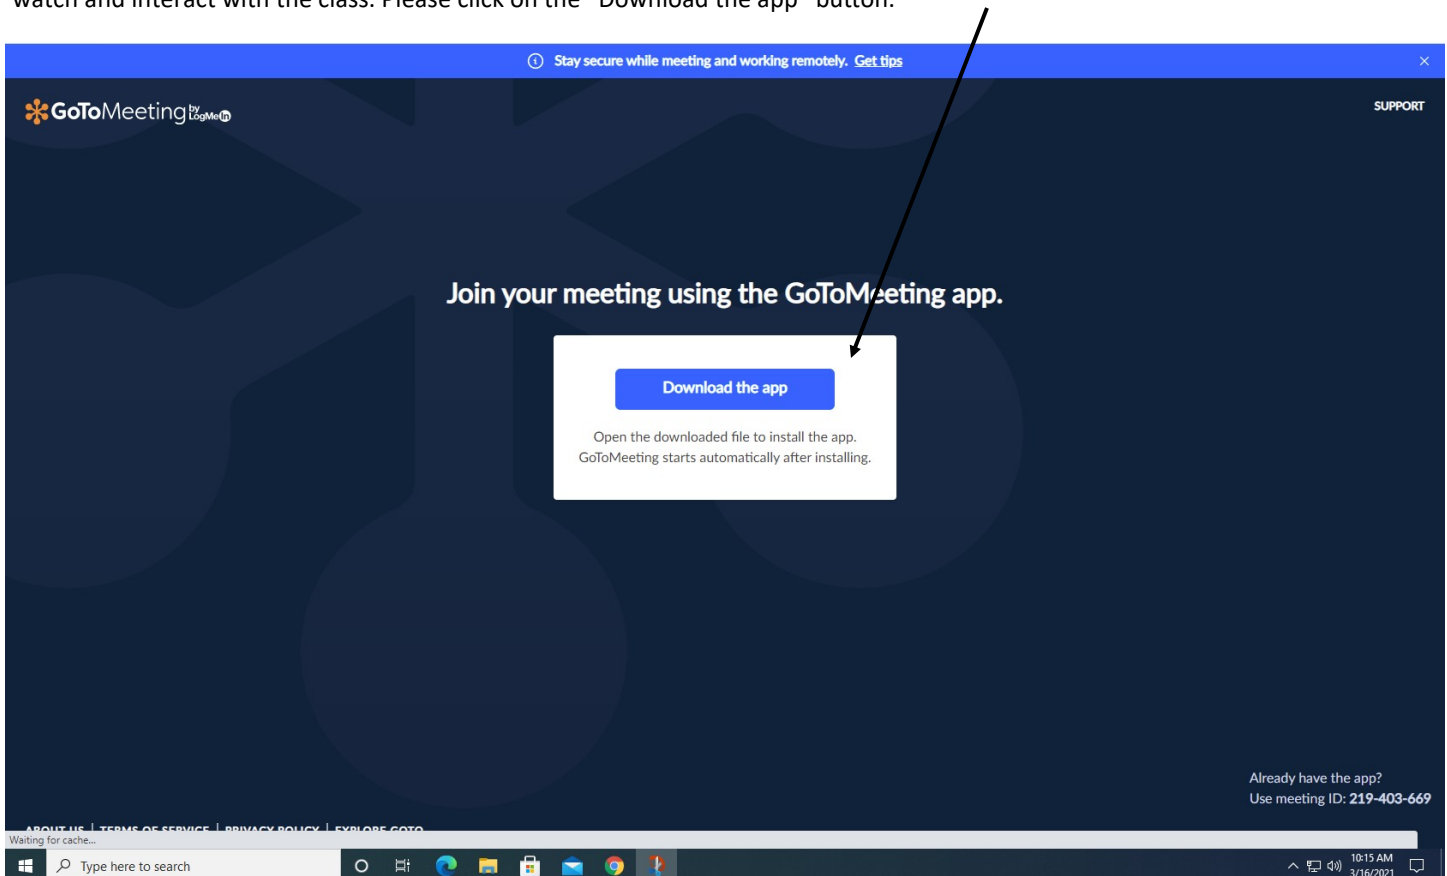 watch and interact with the class. Please click on the "Download the app" button.
Stay secure while meeting and working remotely. Get tips
GoToMeeting by LogMeIn
SUPPORT
Join your meeting using the GoToMeeting app.
Download the app
Open the downloaded file to install the app.
GoToMeeting starts automatically after installing.
Already have the app?
Use meeting ID: 219-403-669
ABOUT US | TERMS OF SERVICE | PRIVACY POLICY | EXPLORE GOTO
Waiting for cache...
Type here to search
10:15 AM
3/16/2021